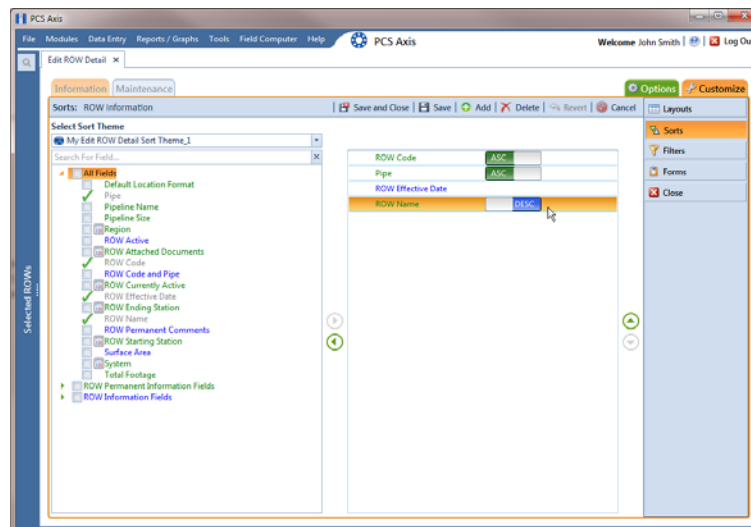 PCS Axis
File Modules Data Entry Reports / Graphs Tools Field Computer Help PCS Axis Welcome John Smith | Log Ou
Edit ROW Detail ×
Information Maintenance Options Customize
Sorts: ROW Information | Save and Close | Save | Add | Delete | Revert | Cancel
Layouts
Sorts
Filters
Forms
Close
Select Sort Theme
My Edit ROW Detail Sort Theme_1
Search For Field...
All Fields
Default Location Format
Pipe
Pipeline Name
Pipeline Size
Region
ROW Active
ROW Attached Documents
ROW Code
ROW Code and Pipe
ROW Currently Active
ROW Effective Date
ROW Ending Station
ROW Name
ROW Permanent Comments
ROW Starting Station
Surface Area
System
Total Footage
ROW Permanent Information Fields
ROW Information Fields
ROW Code ASC
Pipe ASC
ROW Effective Date
ROW Name DESC
Selected ROWs